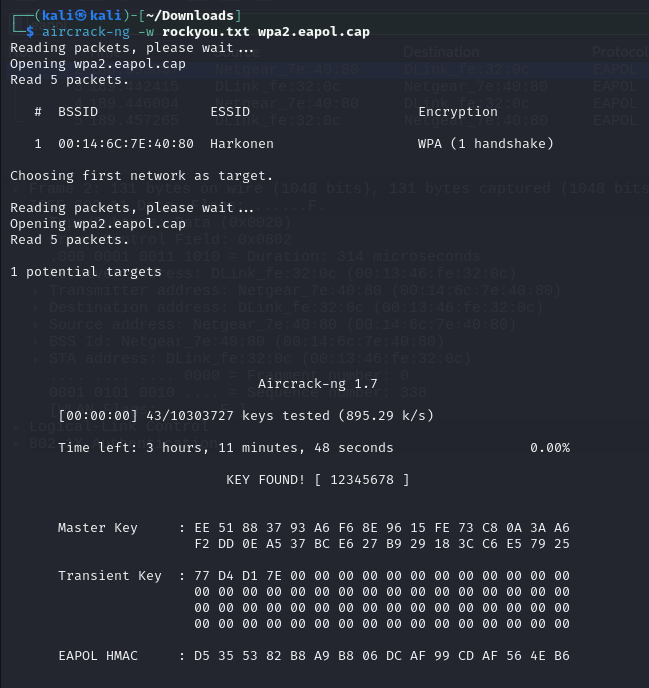 ┌──(kali㉿kali)-[~/Downloads]
└─$ aircrack-ng -w rockyou.txt wpa2.eapol.cap
Reading packets, please wait...
Opening wpa2.eapol.cap
Read 5 packets.
# BSSID ESSID Encryption
1 00:14:6C:7E:40:80 Harkonen WPA (1 handshake)
Choosing first network as target.
Reading packets, please wait...
Opening wpa2.eapol.cap
Read 5 packets.
1 potential targets
Aircrack-ng 1.7
[00:00:00] 43/10303727 keys tested (895.29 k/s)
Time left: 3 hours, 11 minutes, 48 seconds 0.00%
KEY FOUND! [ 12345678 ]
Master Key : EE 51 88 37 93 A6 F6 8E 96 15 FE 73 C8 0A 3A A6
F2 DD 0E A5 37 BC E6 27 B9 29 18 3C C6 E5 79 25
Transient Key : 77 D4 D1 7E 00 00 00 00 00 00 00 00 00 00 00 00
00 00 00 00 00 00 00 00 00 00 00 00 00 00 00 00
00 00 00 00 00 00 00 00 00 00 00 00 00 00 00 00
00 00 00 00 00 00 00 00 00 00 00 00 00 00 00 00
EAPOL HMAC : D5 35 53 82 B8 A9 B8 06 DC AF 99 CD AF 56 4E B6